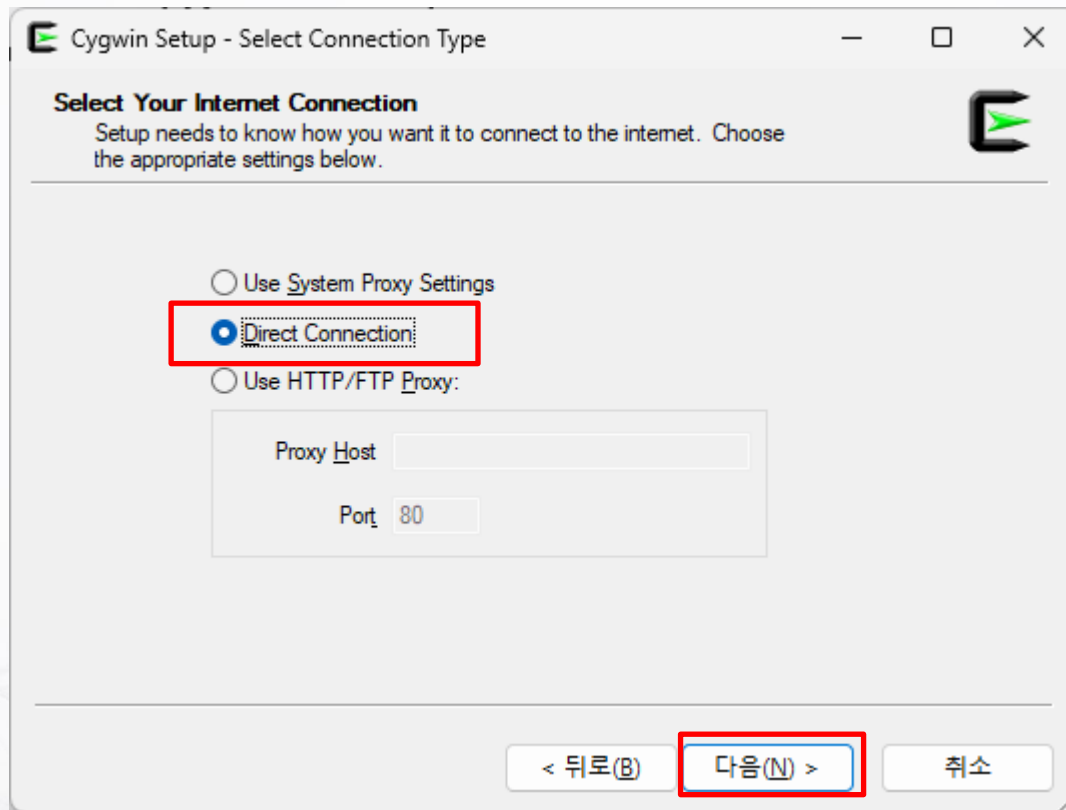 Cygwin Setup - Select Connection Type
Select Your Internet Connection
Setup needs to know how you want it to connect to the internet. Choose
the appropriate settings below.
Use System Proxy Settings
Direct Connection
Use HTTP/FTP Proxy:
Proxy Host
Port 80
< 뒤로(B) 다음(N) > 취소